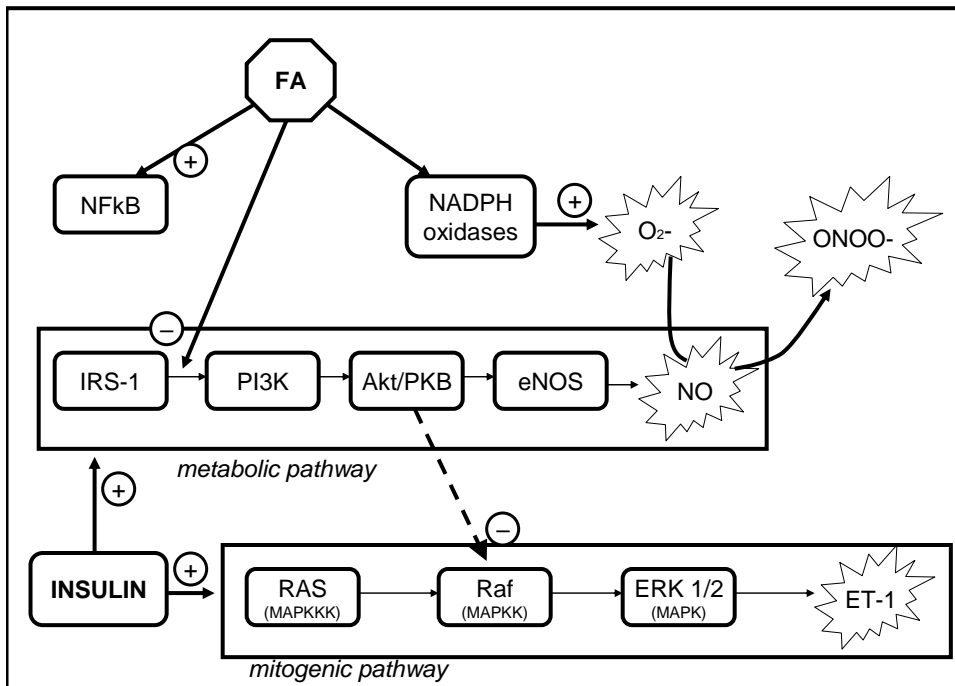 FA
+
NFkB
NADPH
oxidases
+
O₂-
ONOO-
−
IRS-1
PI3K
Akt/PKB
eNOS
NO
metabolic pathway
+
−
INSULIN
+
RAS
(MAPKKK)
Raf
(MAPKK)
ERK 1/2
(MAPK)
ET-1
mitogenic pathway